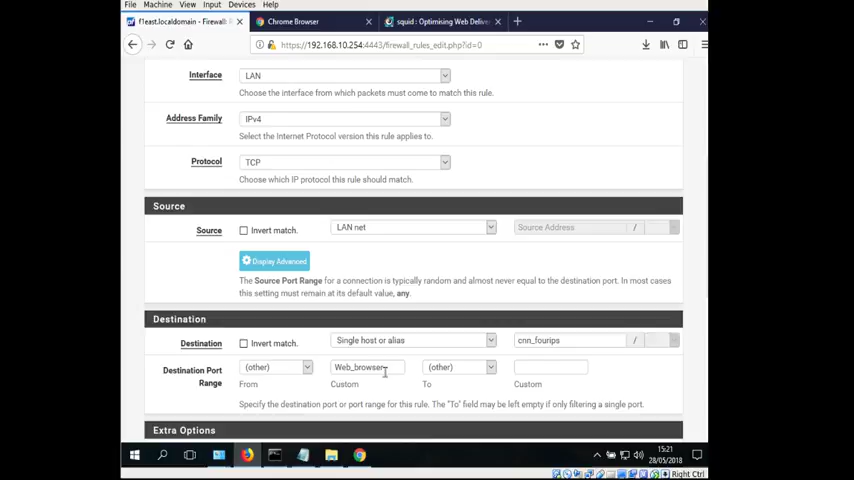 File Machine View Input Devices Help
f1east.localdomain - Firewall Ru
Chrome Browser
squid : Optimising Web Deliver
https://192.168.10.254:4443/firewall_rules_edit.php?id=0
Interface LAN
Choose the interface from which packets must come to match this rule.
Address Family IPv4
Select the Internet Protocol version this rule applies to.
Protocol TCP
Choose which IP protocol this rule should match.
Source
Source Invert match. LAN net Source Address /
Display Advanced
The Source Port Range for a connection is typically random and almost never equal to the destination port. In most cases
this setting must remain at its default value, any.
Destination
Destination Invert match. Single host or alias cnn_fourips /
Destination Port Range (other) Web_browser (other)
From Custom To Custom
Specify the destination port or port range for this rule. The "To" field may be left empty if only filtering a single port.
Extra Options
15:21
28/05/2018
Right Ctrl